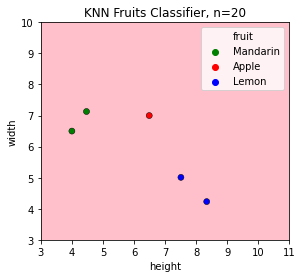 KNN Fruits Classifier, n=20
10
9
8
7
6
5
4
3
width
fruit
Mandarin
Apple
Lemon
3 4 5 6 7 8 9 10 11
height